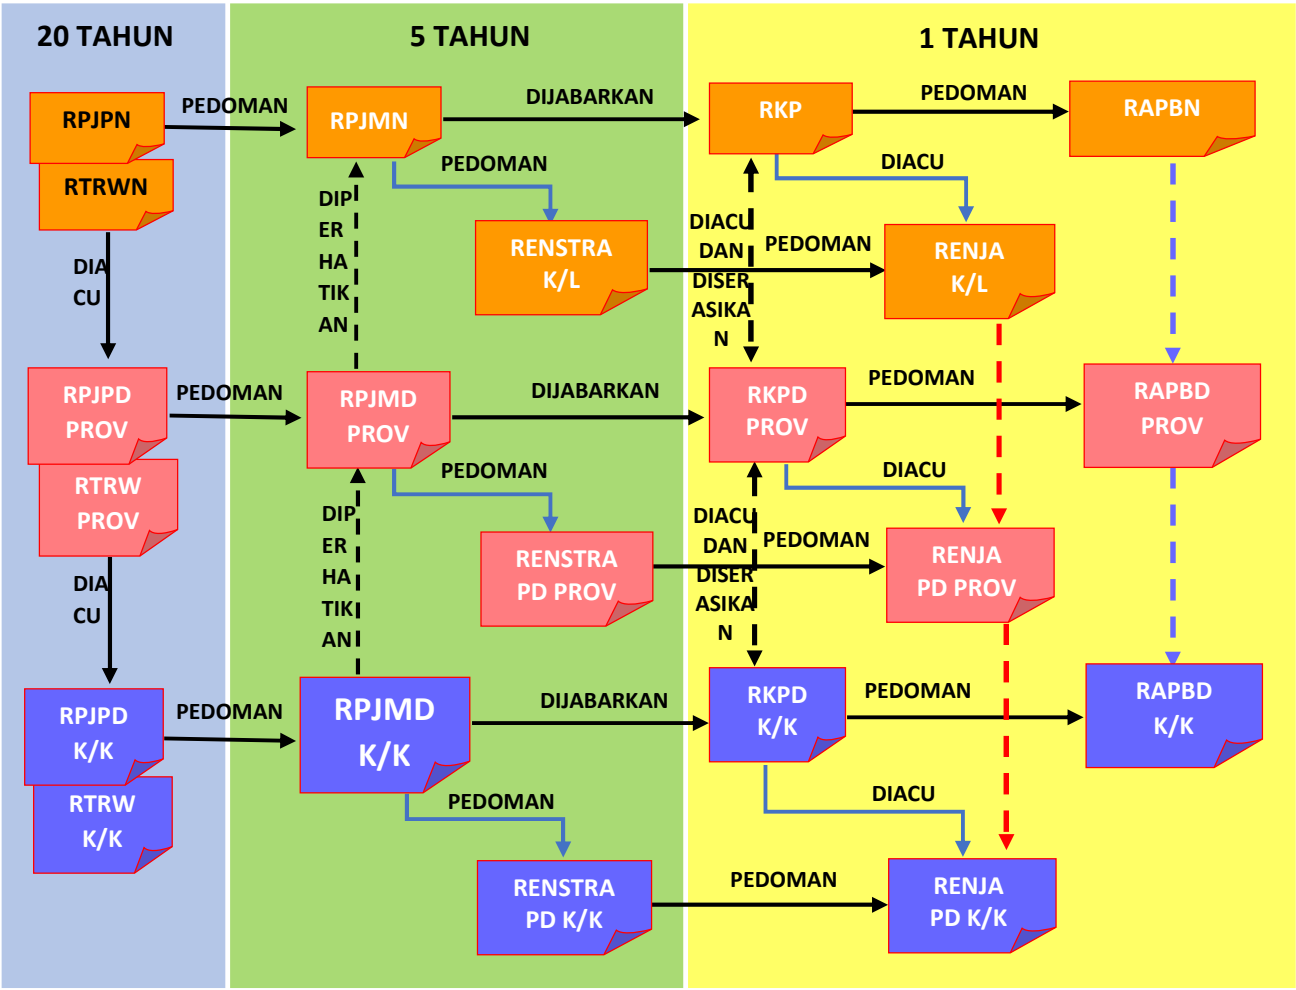 20 TAHUN
5 TAHUN
1 TAHUN
RPJPN
PEDOMAN
RPJMN
DIJABARKAN
RKP
PEDOMAN
RAPBN
RTRWN
PEDOMAN
DIACU
DIP
ER
HA
TIK
AN
RENSTRA
K/L
DIACU
DAN
DISER
ASIKA
N
PEDOMAN
RENJA
K/L
DIA
CU
RPJPD
PROV
PEDOMAN
RPJMD
PROV
DIJABARKAN
RKPD
PROV
PEDOMAN
RAPBD
PROV
RTRW
PROV
PEDOMAN
DIACU
DIP
ER
HA
TIK
AN
RENSTRA
PD PROV
DIACU
DAN
DISER
ASIKA
N
PEDOMAN
RENJA
PD PROV
DIA
CU
RPJPD
K/K
PEDOMAN
RPJMD
K/K
DIJABARKAN
RKPD
K/K
PEDOMAN
RAPBD
K/K
RTRW
K/K
PEDOMAN
DIACU
RENSTRA
PD K/K
PEDOMAN
RENJA
PD K/K